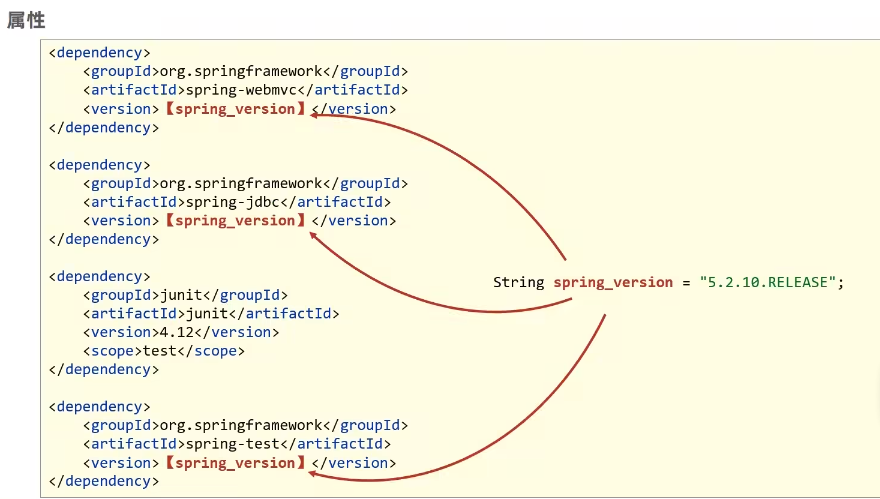 属性
<dependency>
<groupId>org.springframework</groupId>
<artifactId>spring-webmvc</artifactId>
<version>【spring_version】</version>
</dependency>
<dependency>
<groupId>org.springframework</groupId>
<artifactId>spring-jdbc</artifactId>
<version>【spring_version】</version>
</dependency>
<dependency>
<groupId>junit</groupId>
<artifactId>junit</artifactId>
<version>4.12</version>
<scope>test</scope>
</dependency>
<dependency>
<groupId>org.springframework</groupId>
<artifactId>spring-test</artifactId>
<version>【spring_version】</version>
</dependency>
String spring_version = "5.2.10.RELEASE";